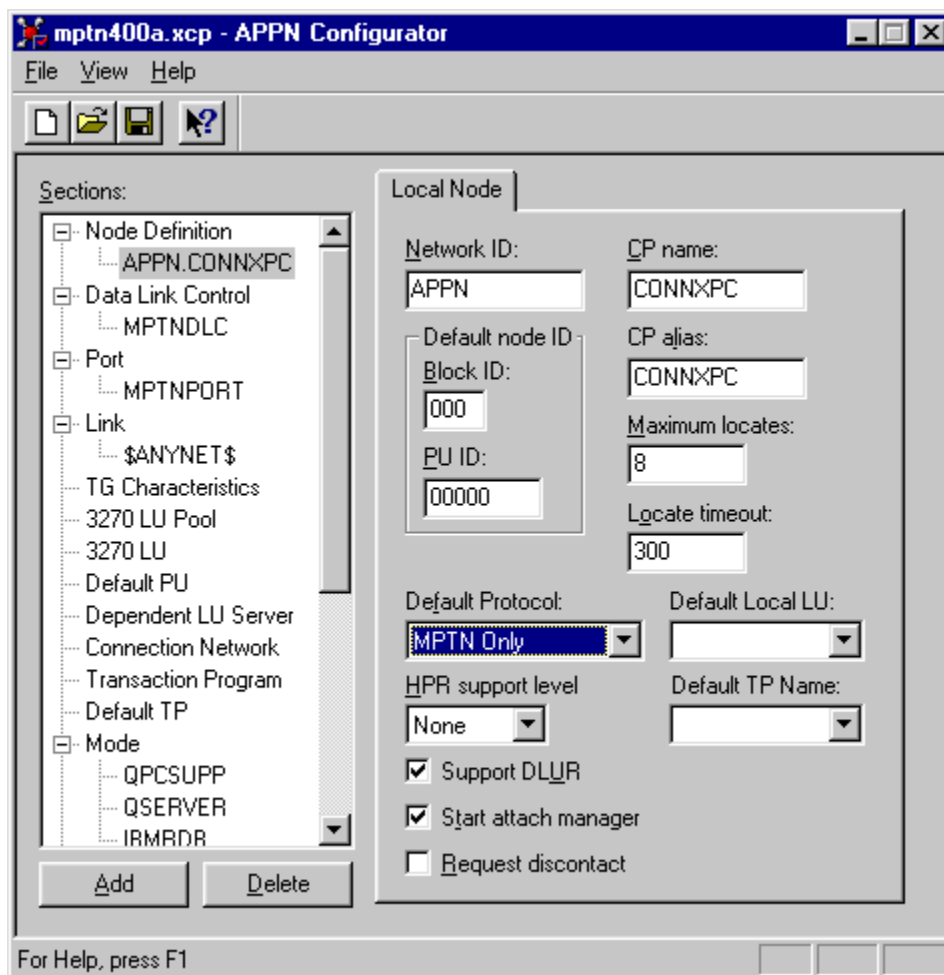 mptn400a.xcp - APPN Configurator
File View Help
Sections:
Node Definition
APPN.CONNXPC
Data Link Control
MPTNDLC
Port
MPTNPORT
Link
$ANYNET$
TG Characteristics
3270 LU Pool
3270 LU
Default PU
Dependent LU Server
Connection Network
Transaction Program
Default TP
Mode
QPCSUPP
QSERVER
IBMRDR
Add Delete
Local Node
Network ID:
APPN
CP name:
CONNXPC
Default node ID
Block ID:
000
PU ID:
00000
CP alias:
CONNXPC
Maximum locates:
8
Locate timeout:
300
Default Protocol:
MPTN Only
Default Local LU:
HPR support level
None
Default TP Name:
Support DLUR
Start attach manager
Request discontact
For Help, press F1